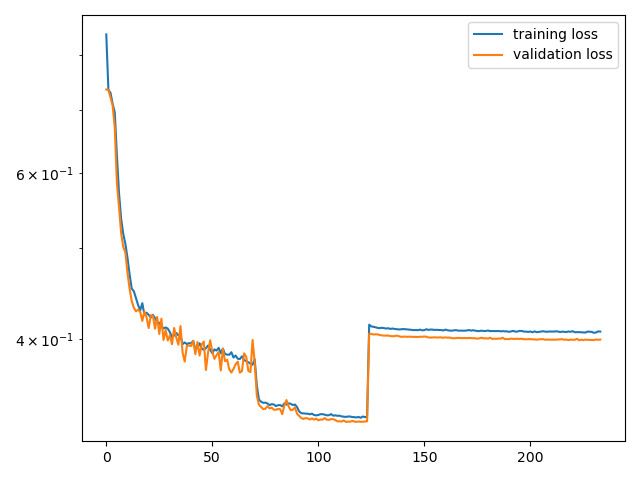 training loss
validation loss
6 × 10⁻¹
4 × 10⁻¹
0 50 100 150 200